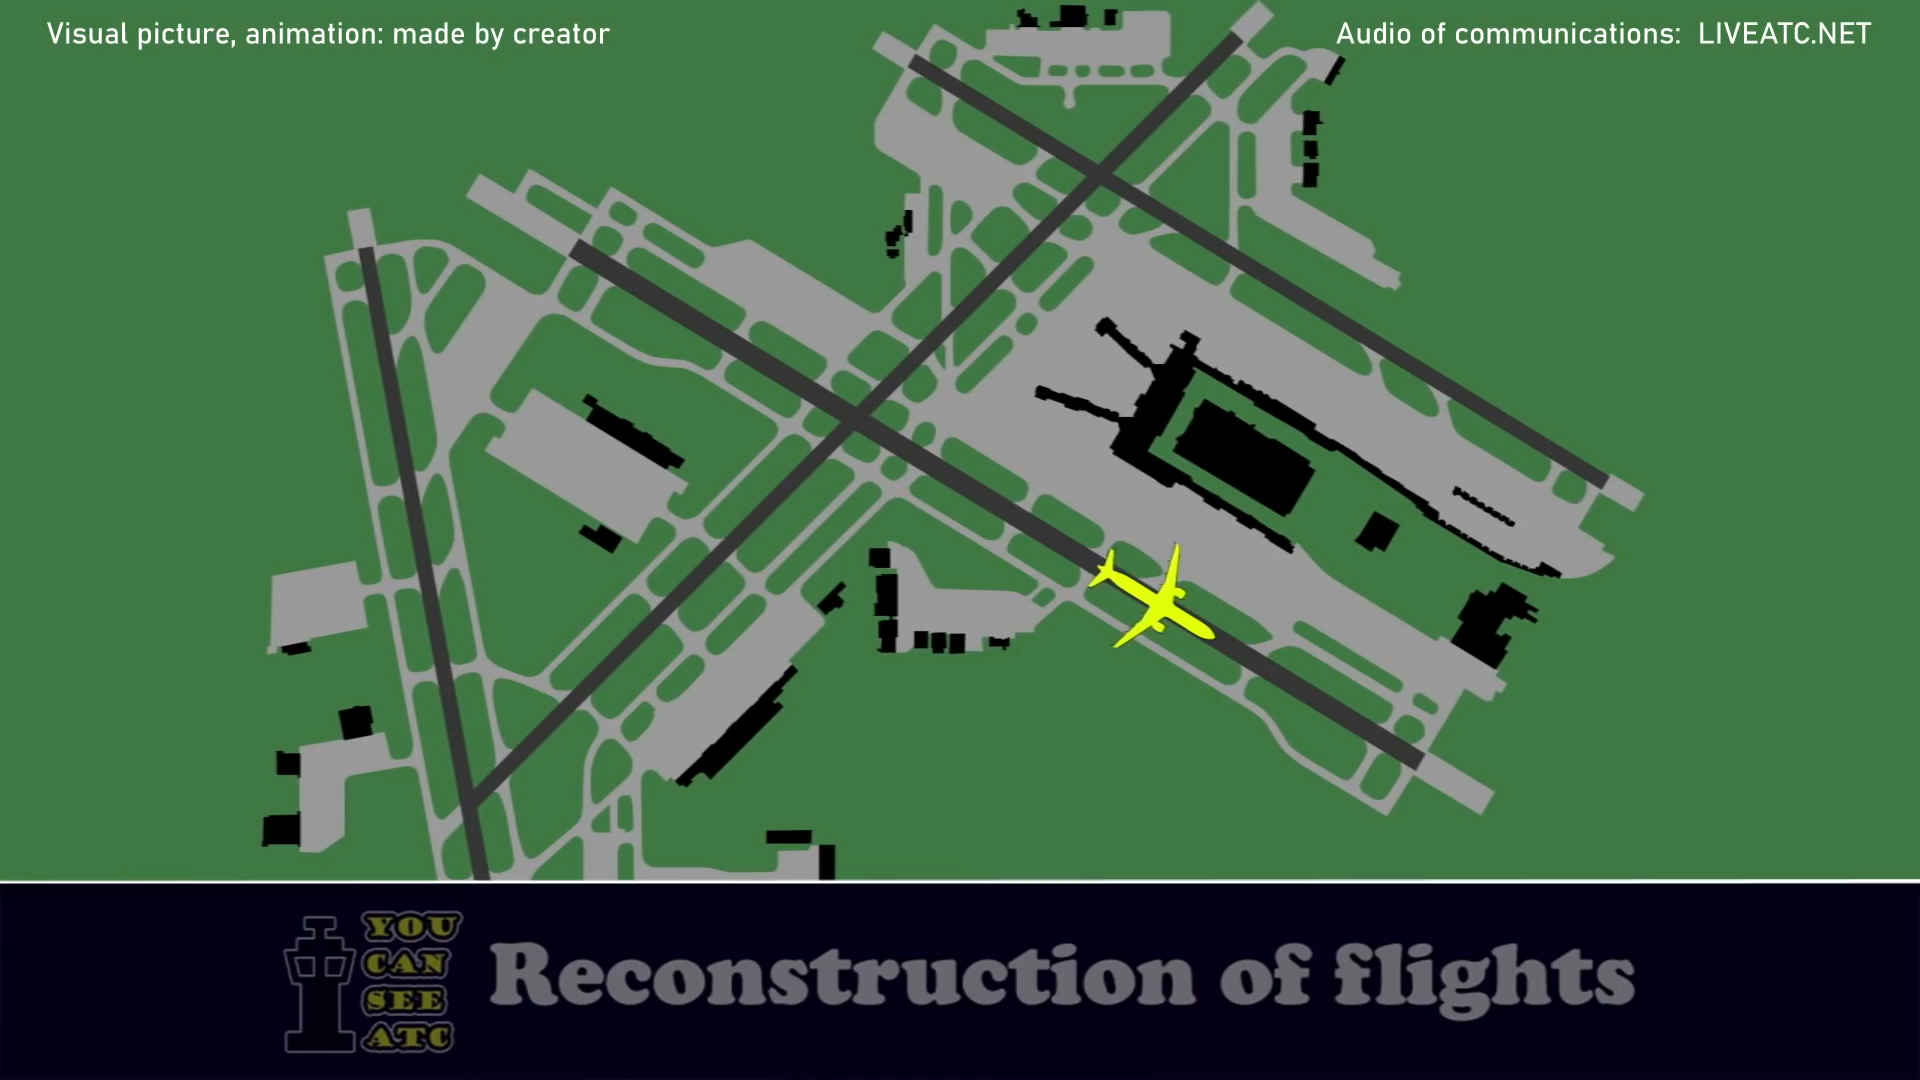 Visual picture, animation: made by creator
Audio of communications: LIVEATC.NET
YOU
CAN
SEE
ATC
Reconstruction of flights